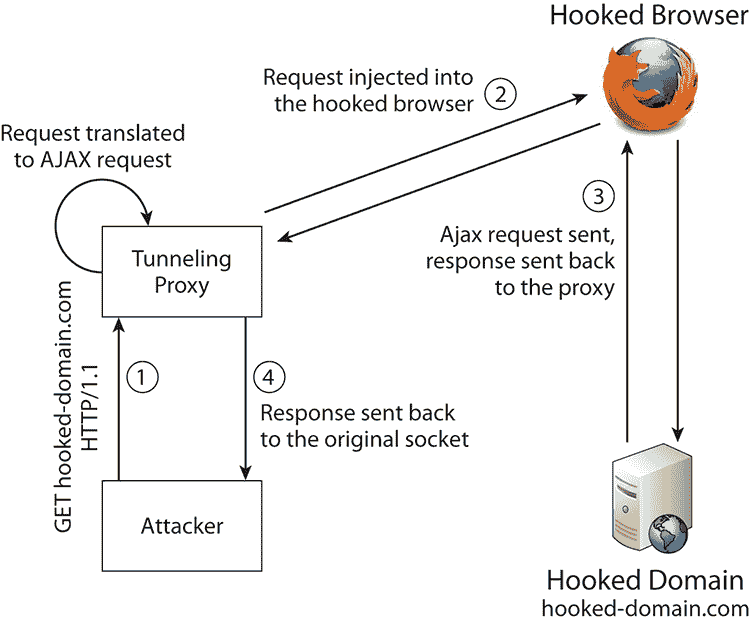 Hooked Browser
Request injected into
the hooked browser
2
Request translated
to AJAX request
3
Ajax request sent,
response sent back
to the proxy
Tunneling
Proxy
GET hooked-domain.com
HTTP/1.1
1
4
Response sent back
to the original socket
Attacker
Hooked Domain
hooked-domain.com